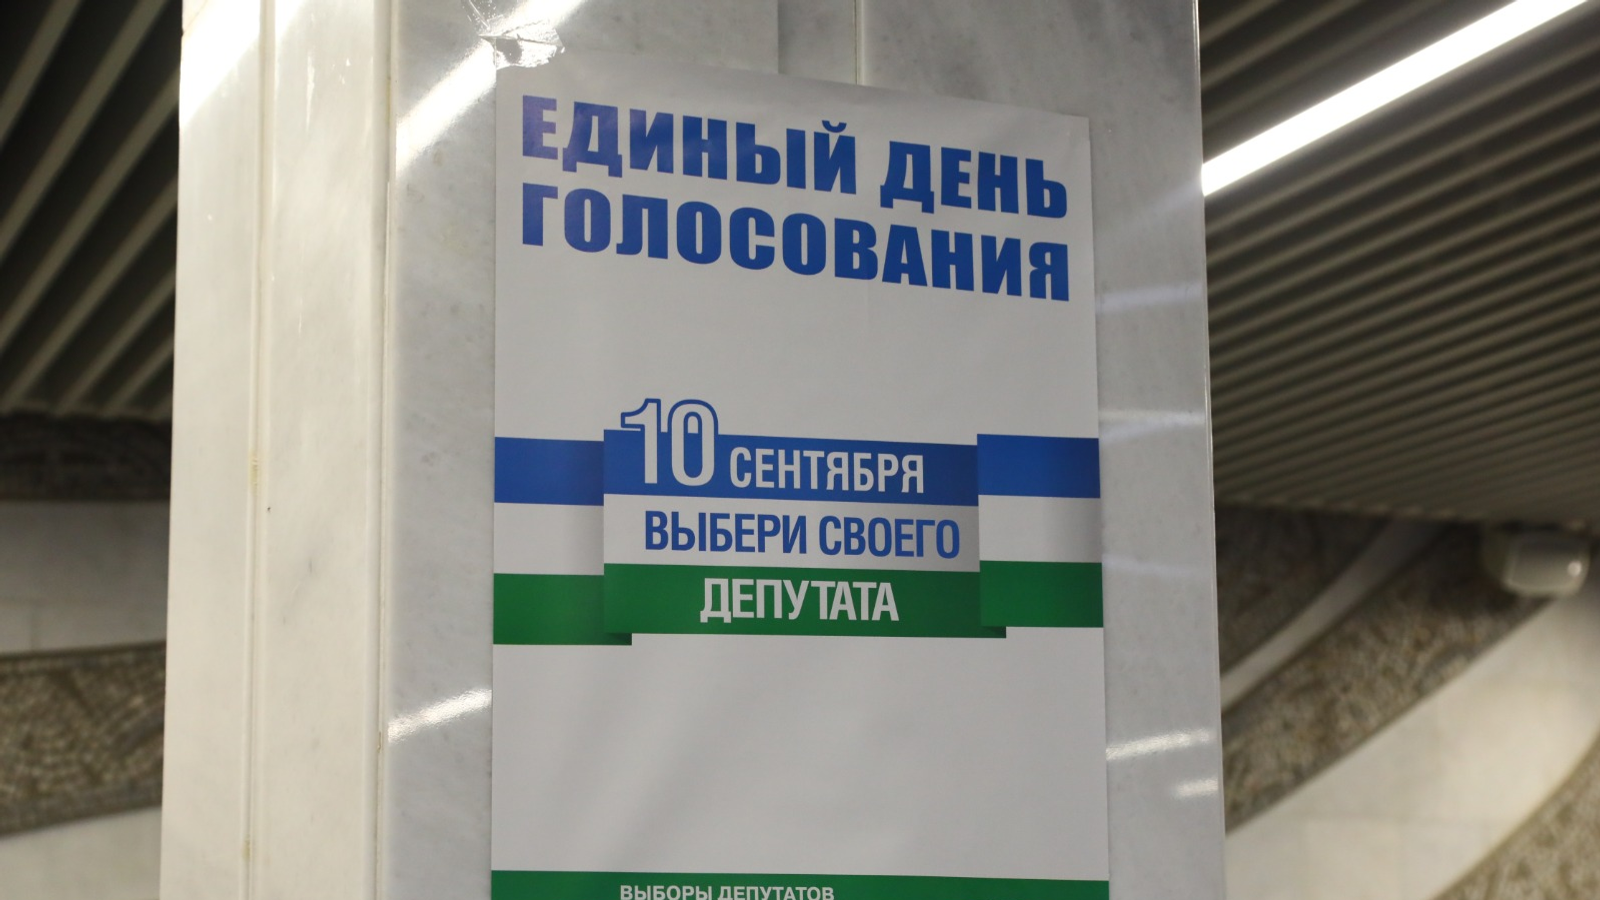 ЕДИНЫЙ ДЕНЬ
ГОЛОСОВАНИЯ
10 СЕНТЯБРЯ
ВЫБЕРИ СВОЕГО
ДЕПУТАТА
ВЫБОРЫ ДЕПУТАТОВ